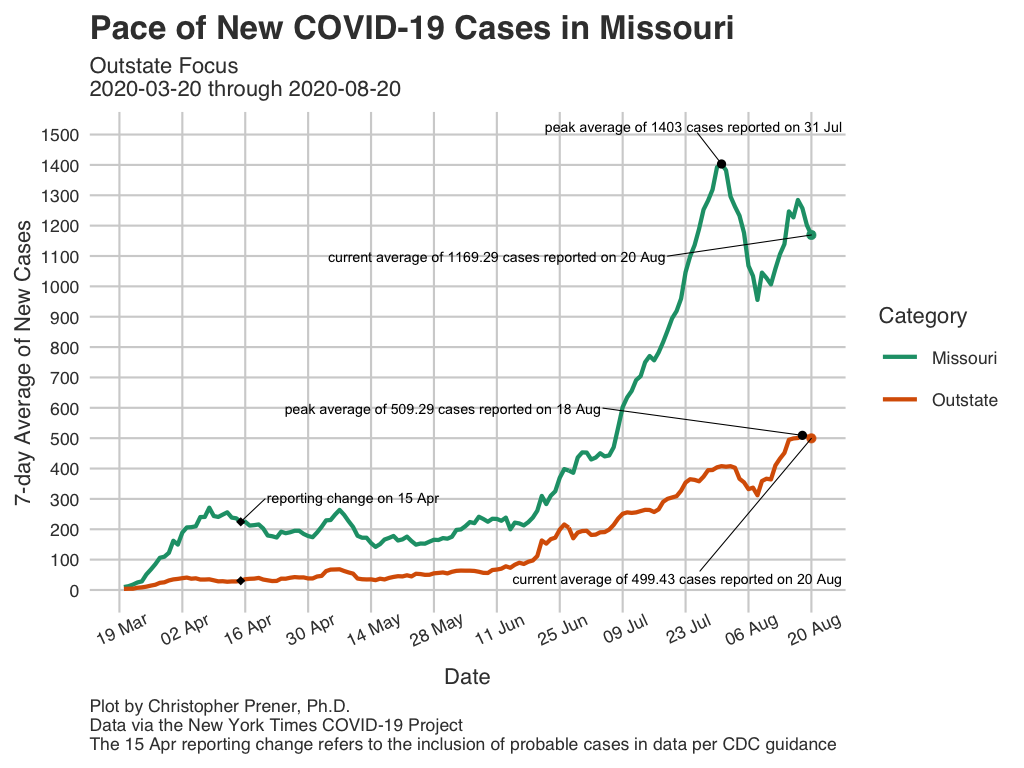 Pace of New COVID-19 Cases in Missouri
Outstate Focus
2020-03-20 through 2020-08-20
7-day Average of New Cases
1500
1400
1300
1200
1100
1000
900
800
700
600
500
400
300
200
100
0
peak average of 1403 cases reported on 31 Jul
current average of 1169.29 cases reported on 20 Aug
peak average of 509.29 cases reported on 18 Aug
reporting change on 15 Apr
current average of 499.43 cases reported on 20 Aug
19 Mar
02 Apr
16 Apr
30 Apr
14 May
28 May
11 Jun
25 Jun
09 Jul
23 Jul
06 Aug
20 Aug
Date
Category
Missouri
Outstate
Plot by Christopher Prener, Ph.D.
Data via the New York Times COVID-19 Project
The 15 Apr reporting change refers to the inclusion of probable cases in data per CDC guidance